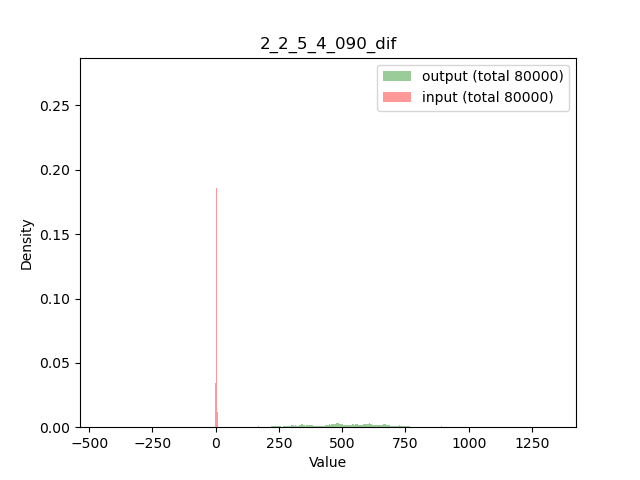 2_2_5_4_090_dif
output (total 80000)
input (total 80000)
0.25
0.20
0.15
0.10
0.05
0.00
Density
−500
−250
0
250
500
750
1000
1250
Value